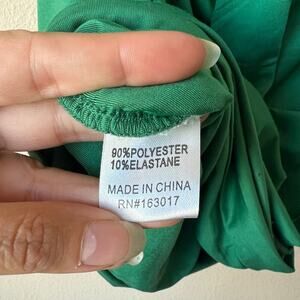 90%POLYESTER
10%ELASTANE
MADE IN CHINA
RN#163017